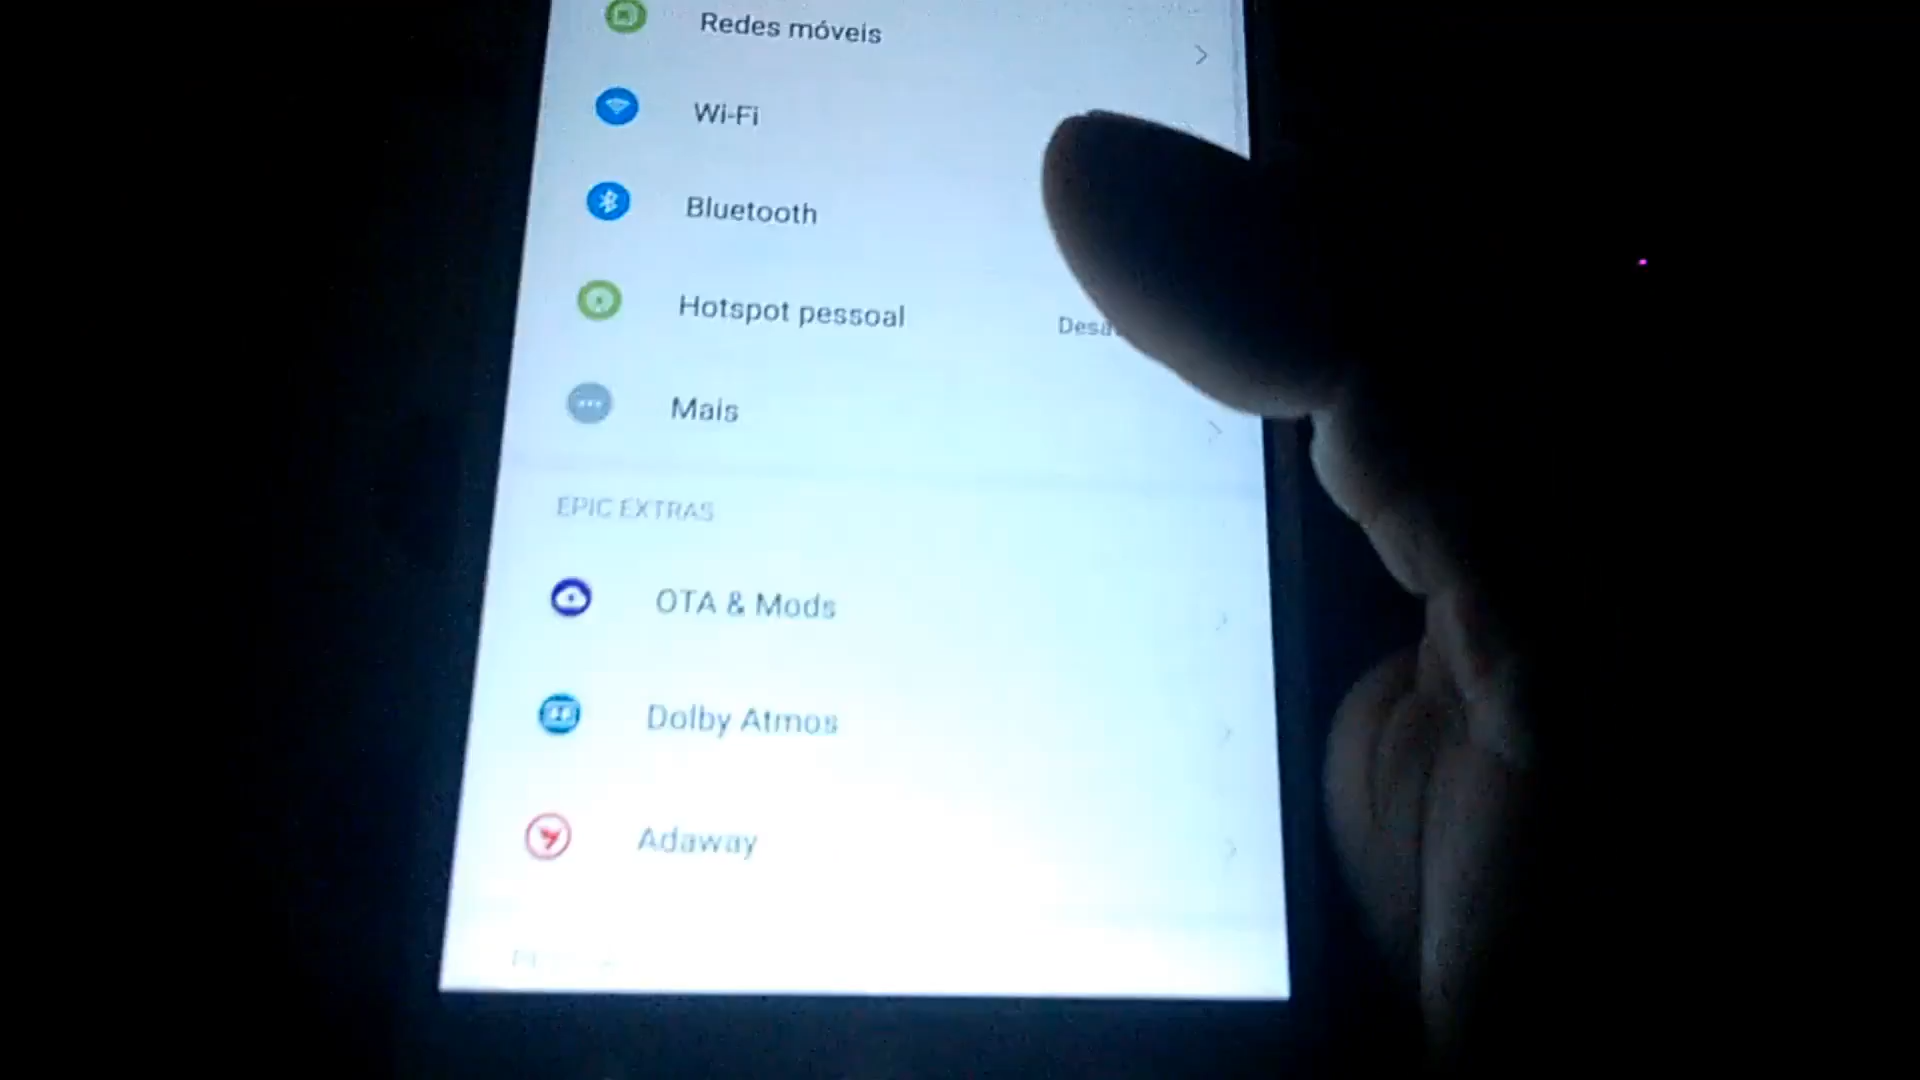 Redes móveis
Wi-Fi
Bluetooth
Hotspot pessoal
Mais
EPIC EXTRAS
OTA & Mods
Dolby Atmos
Adaway